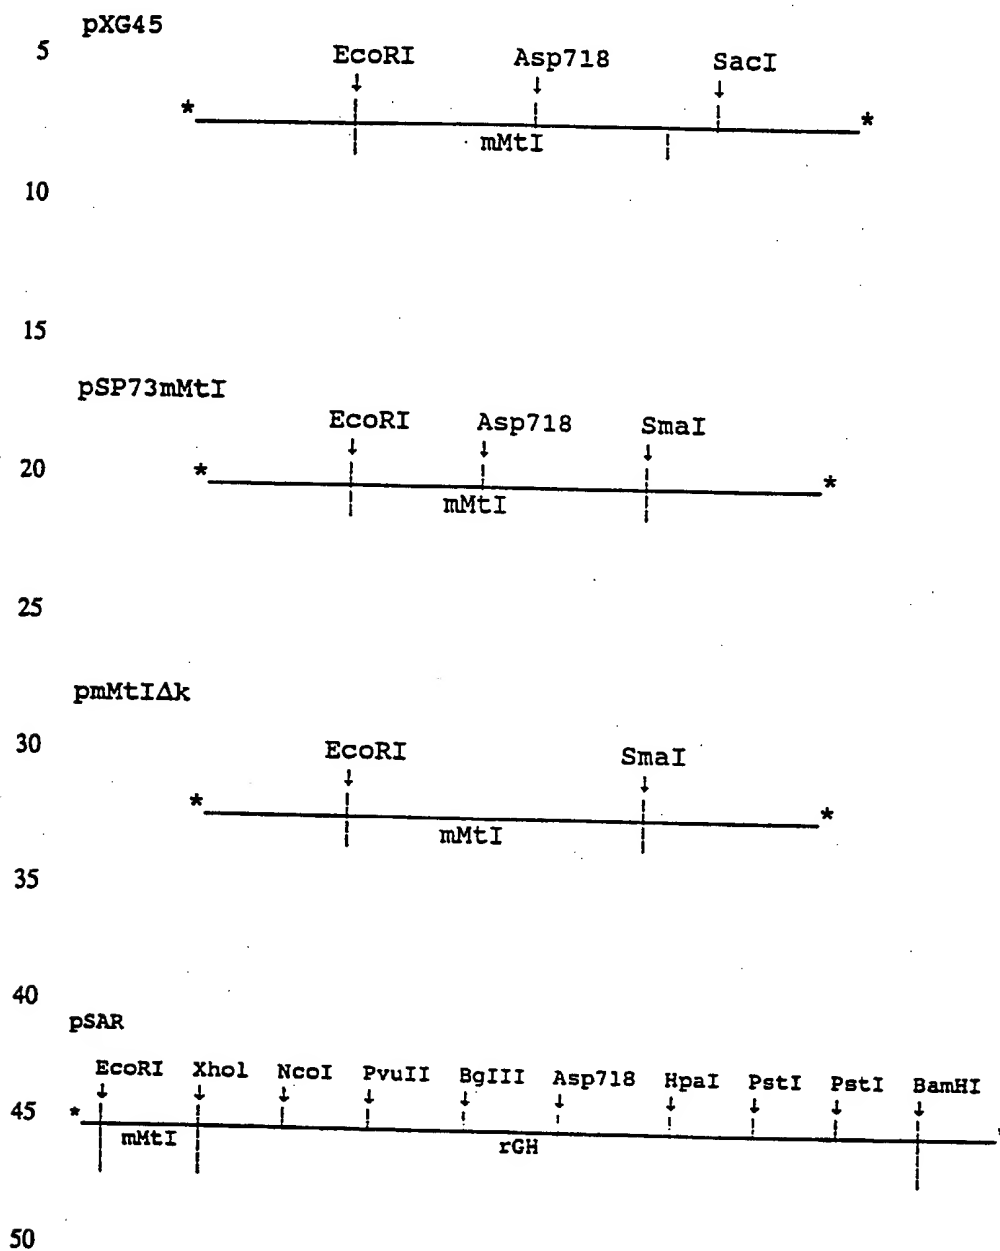 pXG45
5
EcoRI Asp718 SacI
↓ ↓ ↓
* *
mMtI
10
15
pSP73mMtI
EcoRI Asp718 SmaI
↓ ↓ ↓
20
* *
mMtI
25
pmMtIΔk
30
EcoRI SmaI
↓ ↓
* *
mMtI
35
40
pSAR
EcoRI Xhol NcoI PvuII BgIII Asp718 HpaI PstI PstI BamHI
↓ ↓ ↓ ↓ ↓ ↓ ↓ ↓ ↓ ↓
45
*
mMtI rGH
50